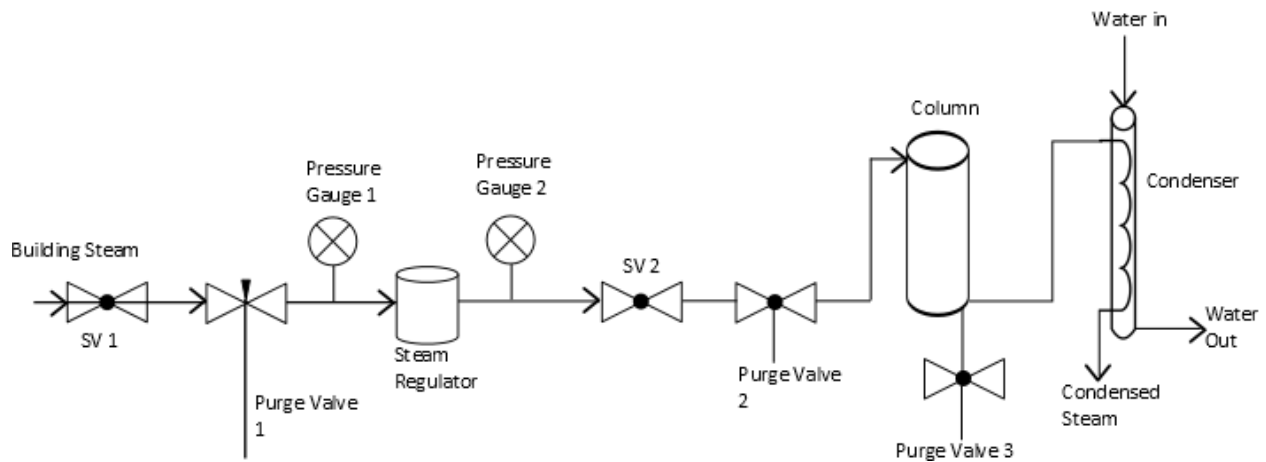 Water in
Column
Pressure
Gauge 1
Pressure
Gauge 2
Condenser
Building Steam
SV 2
SV 1
Steam
Regulator
Water
Out
Purge Valve
1
Purge Valve
2
Condensed
Steam
Purge Valve 3